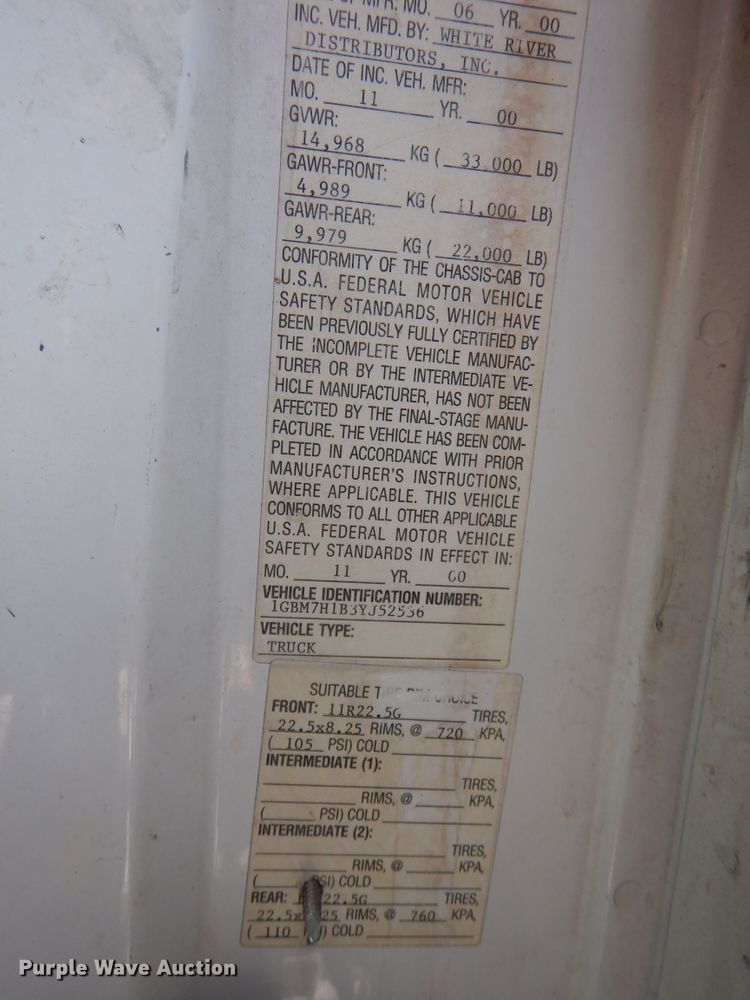 MFR: MO. 06 YR. 00
INC. VEH. MFD. BY: WHITE RIVER
DISTRIBUTORS, INC.
DATE OF INC. VEH. MFR:
MO. 11 YR. 00
GVWR:
14,968 KG ( 33,000 LB)
GAWR-FRONT:
4,989 KG ( 11,000 LB)
GAWR-REAR:
9,979 KG ( 22,000 LB)
CONFORMITY OF THE CHASSIS-CAB TO
U.S.A. FEDERAL MOTOR VEHICLE
SAFETY STANDARDS, WHICH HAVE
BEEN PREVIOUSLY FULLY CERTIFIED BY
THE INCOMPLETE VEHICLE MANUFAC-
TURER OR BY THE INTERMEDIATE VE-
HICLE MANUFACTURER, HAS NOT BEEN
AFFECTED BY THE FINAL-STAGE MANU-
FACTURE. THE VEHICLE HAS BEEN COM-
PLETED IN ACCORDANCE WITH PRIOR
MANUFACTURER'S INSTRUCTIONS,
WHERE APPLICABLE. THIS VEHICLE
CONFORMS TO ALL OTHER APPLICABLE
U.S.A. FEDERAL MOTOR VEHICLE
SAFETY STANDARDS IN EFFECT IN:
MO. 11 YR. 00
VEHICLE IDENTIFICATION NUMBER:
1GBM7H1B3YJ52536
VEHICLE TYPE:
TRUCK
SUITABLE CHOICE
FRONT: 11R22.5G TIRES,
22.5x8.25 RIMS, @ 720 KPA,
( 105 PSI) COLD
INTERMEDIATE (1):
TIRES,
RIMS, @ KPA,
( PSI) COLD
INTERMEDIATE (2):
TIRES,
RIMS, @ KPA,
( PSI) COLD
REAR: 22.5G TIRES,
RIMS, @ 760 KPA,
( 110 COLD
Purple Wave Auction